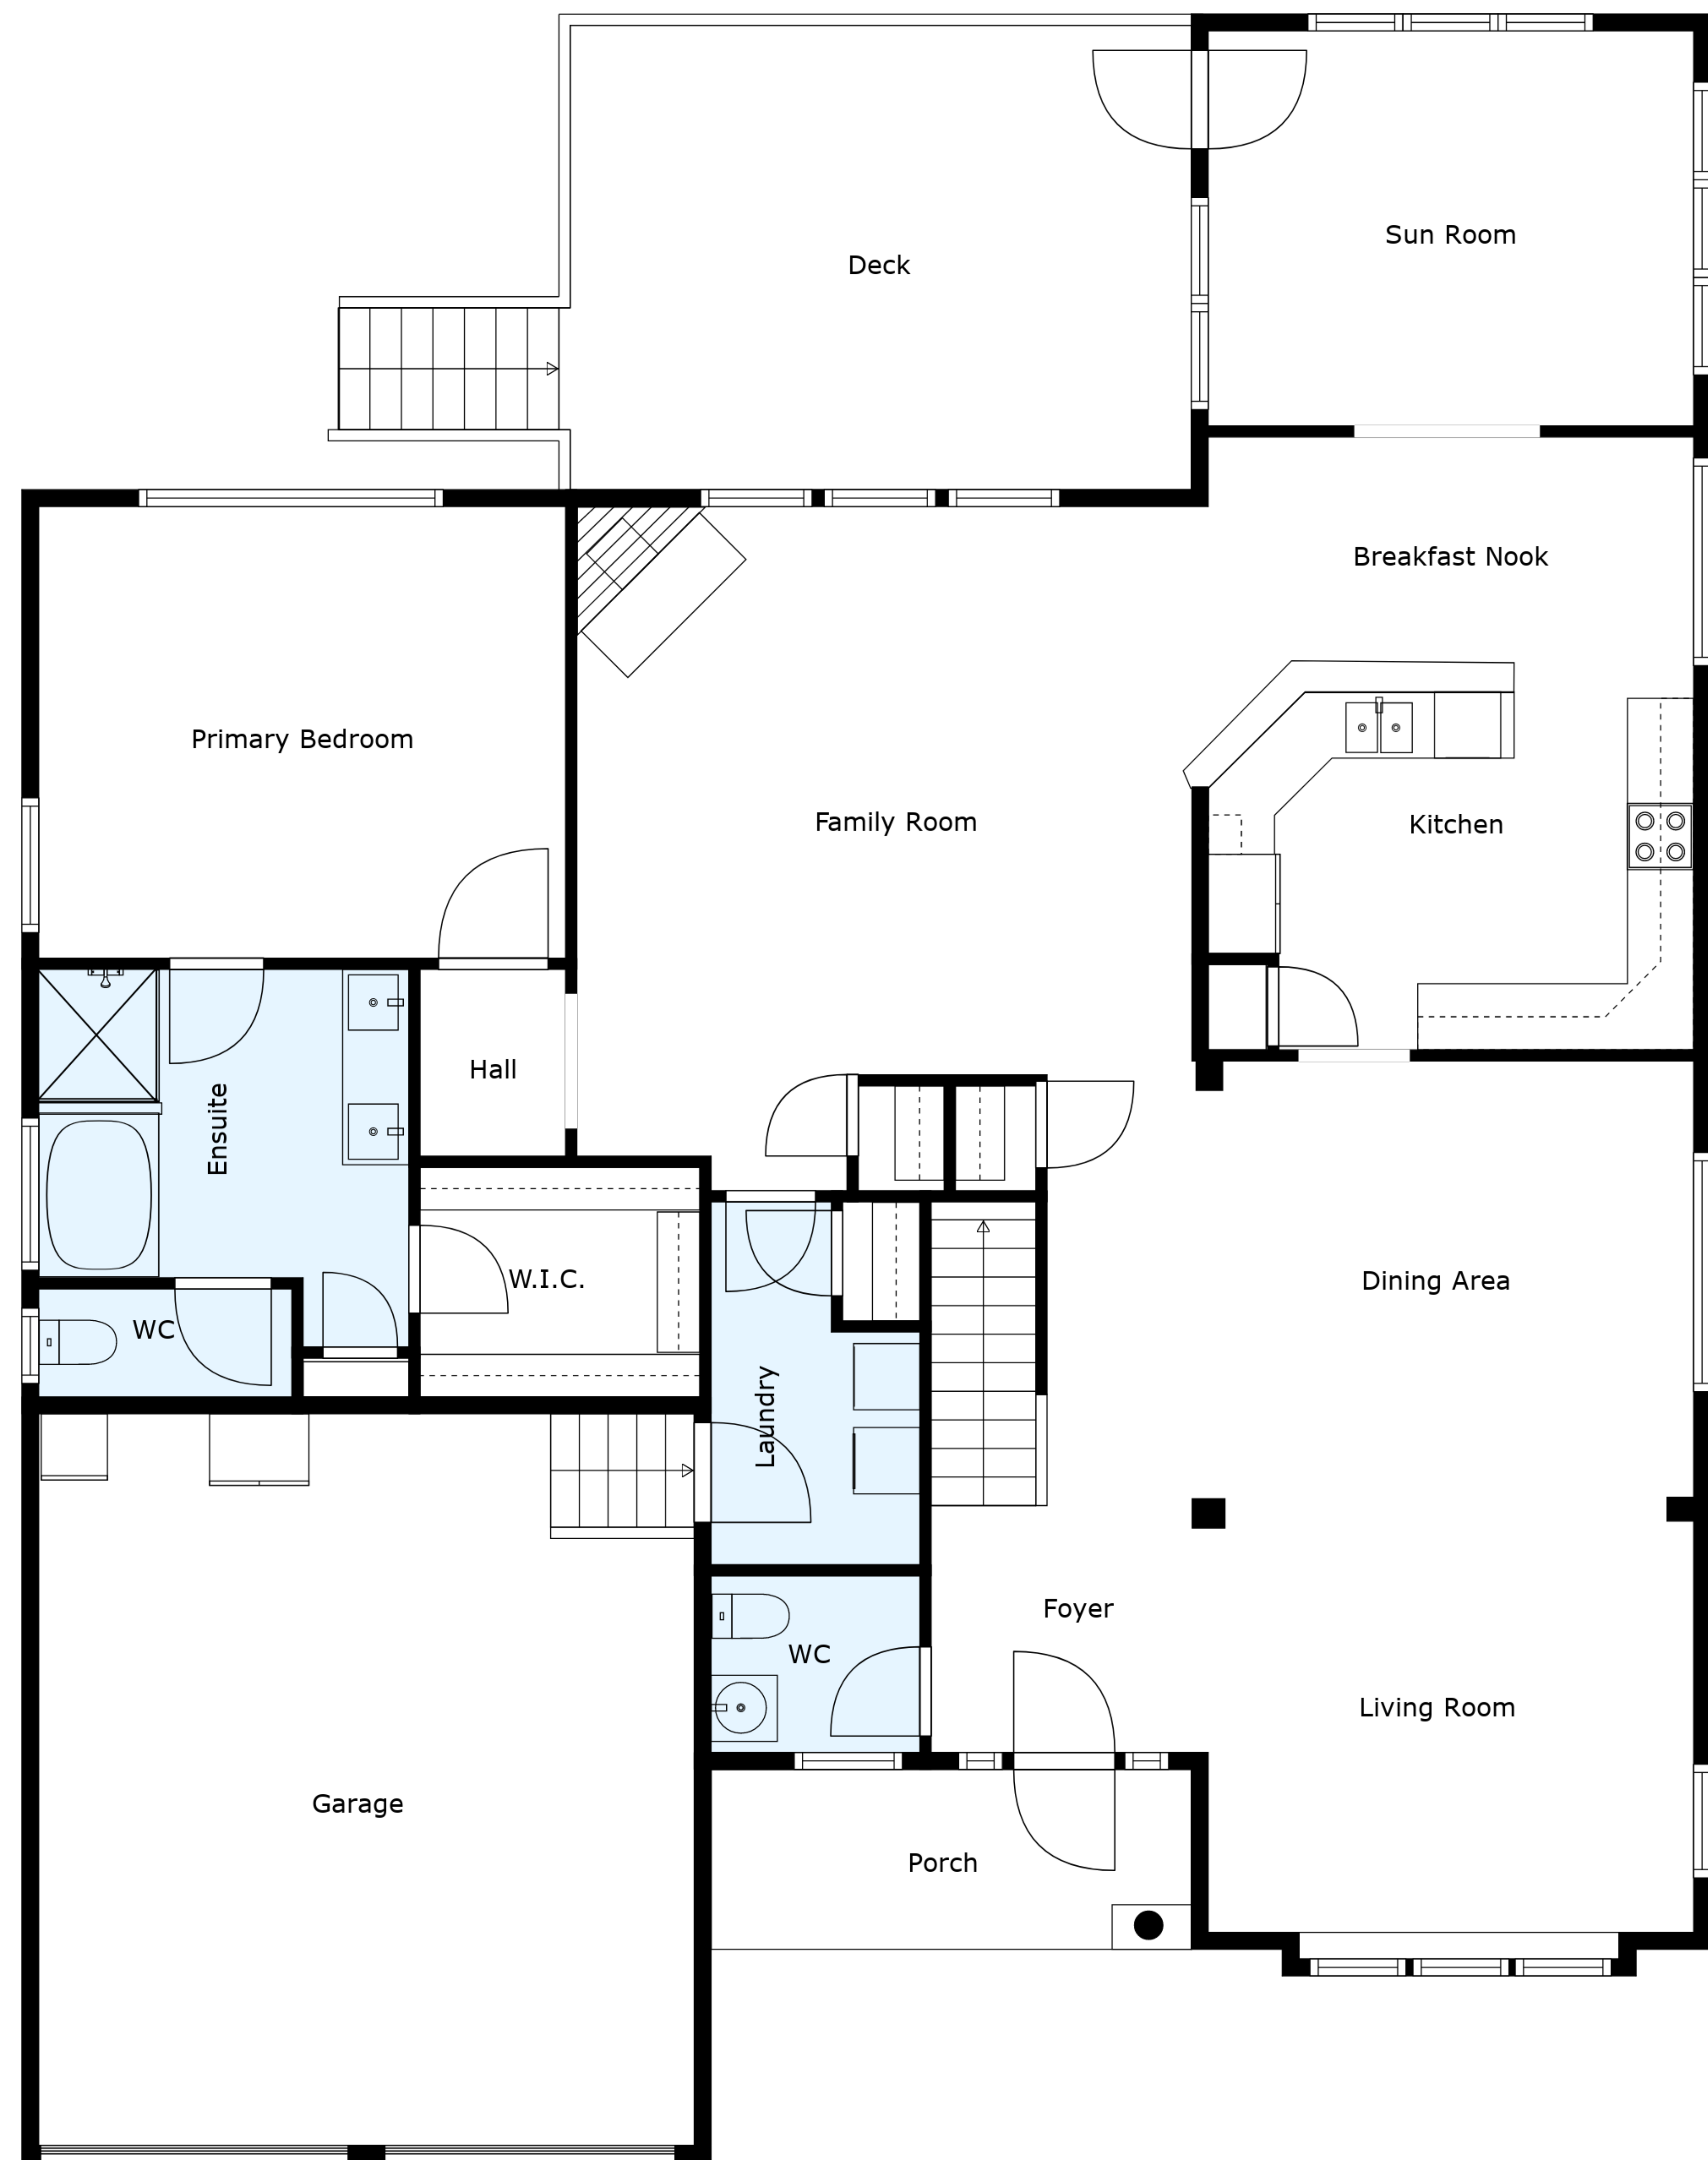 Sun Room
Deck
Breakfast Nook
Primary Bedroom
Family Room
Kitchen
Hall
Ensuite
W.I.C.
Dining Area
WC
Laundry
Foyer
WC
Living Room
Garage
Porch